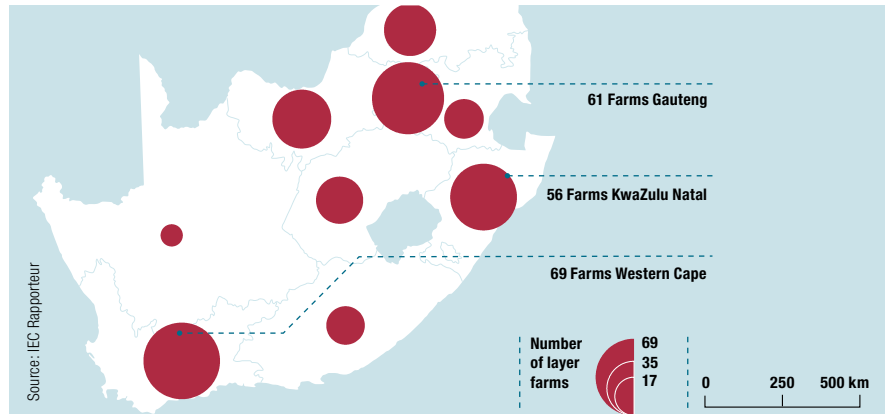 61 Farms Gauteng
56 Farms KwaZulu Natal
69 Farms Western Cape
Source: IEC Rapporteur
Number
of layer
farms
69
35
17
0 250 500 km